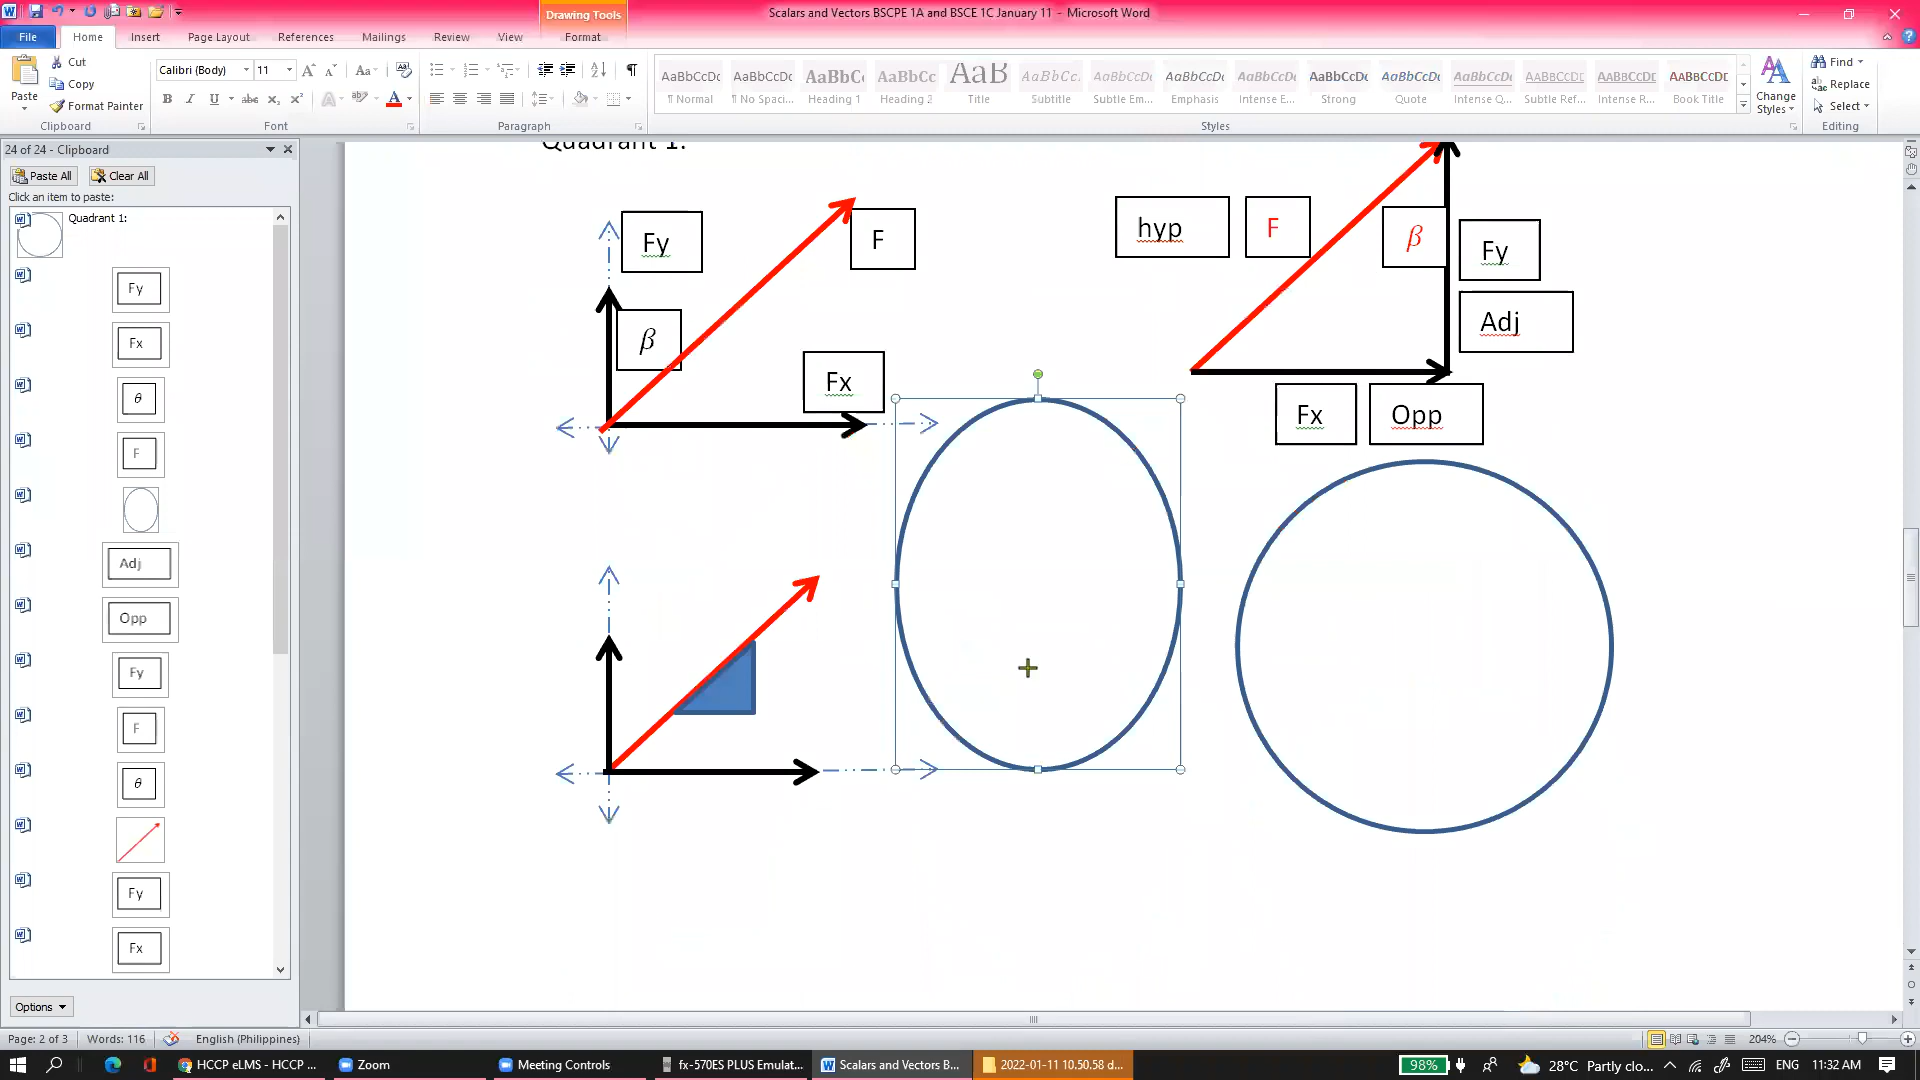 Scalars and Vectors BSCPE 1A and BSCE 1C January 11 - Microsoft Word
Drawing Tools
File Home Insert Page Layout References Mailings Review View Format
Paste
Cut
Copy
Format Painter
Clipboard
Calibri (Body) 11
Font
Paragraph
AaBbCcDc AaBbCcDc AaBbC AaBbCc AaB AaBbCc. AaBbCcDc AaBbCcDc AaBbCcDc AaBbCcDc AaBbCcDc AaBbCcDc AaBbCcDc AaBbCcDc AaBbCcDc
¶ Normal ¶ No Spaci... Heading 1 Heading 2 Title Subtitle Subtle Em... Emphasis Intense E... Strong Quote Intense Q... Subtle Ref... Intense R... Book Title
Styles
Change Styles
Find
Replace
Select
Editing
24 of 24 - Clipboard
Paste All Clear All
Click an item to paste:
Quadrant 1:
Fy
Fx
θ
F
Adj
Opp
Fy
F
θ
Fy
Fx
Options
Quadrant 1:
Fy
F
β
Fx
hyp F
β
Fy
Adj
Fx Opp
Page: 2 of 3 Words: 116 English (Philippines) 204%
HCCP eLMS - HCCP ... Zoom Meeting Controls fx-570ES PLUS Emulat... Scalars and Vectors B... 2022-01-11 10.50.58 d... 98% 28°C Partly clo... ENG 11:32 AM